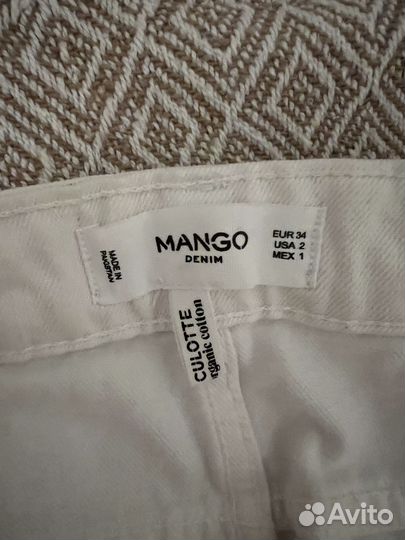 MANGO
DENIM
MADE IN
PAKISTAN
EUR 34
USA 2
MEX 1
CULOTTE
organic cotton
Avito